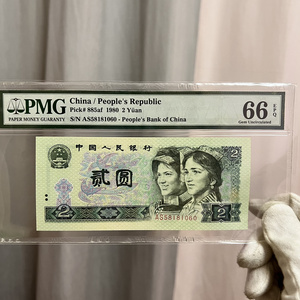 PMG
PAPER MONEY GUARANTY
China / People's Republic
Pick# 885af 1980 2 Yüan
S/N AS58181060 - People's Bank of China
66 EPQ
Gem Uncirculated
中国人民银行
2
贰圆
2
AS58181060